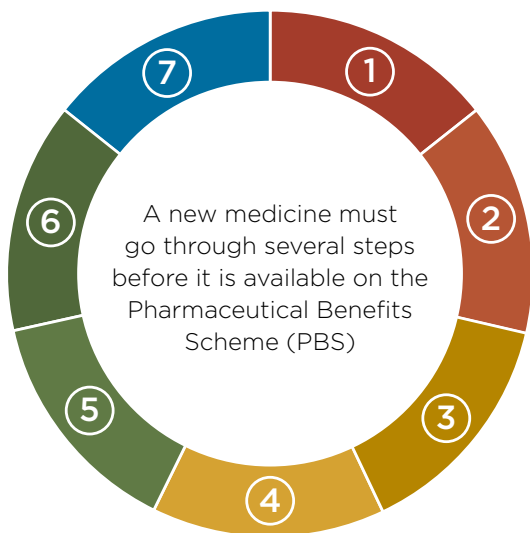 1
2
3
4
5
6
7
A new medicine must
go through several steps
before it is available on the
Pharmaceutical Benefits
Scheme (PBS)